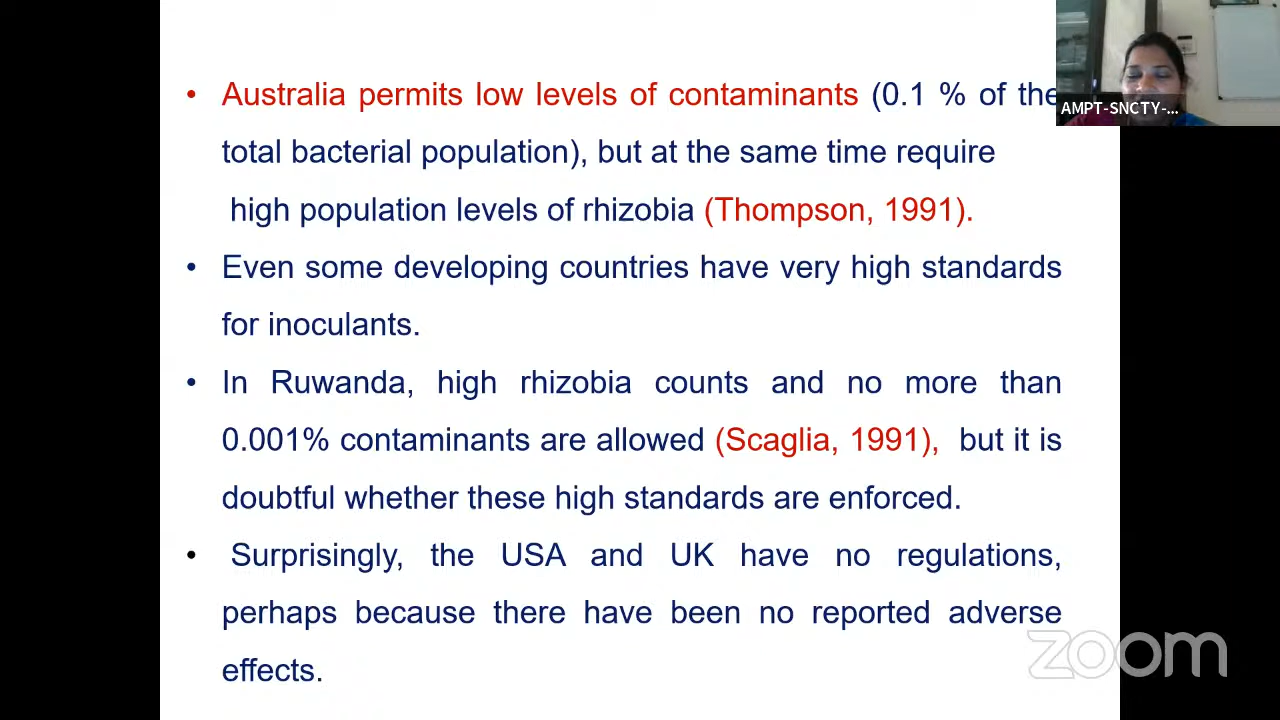 • Australia permits low levels of contaminants (0.1 % of the
total bacterial population), but at the same time require
high population levels of rhizobia (Thompson, 1991).
• Even some developing countries have very high standards
for inoculants.
• In Ruwanda, high rhizobia counts and no more than
0.001% contaminants are allowed (Scaglia, 1991), but it is
doubtful whether these high standards are enforced.
• Surprisingly, the USA and UK have no regulations,
perhaps because there have been no reported adverse
effects.
AMPT-SNCTY-...
zoom